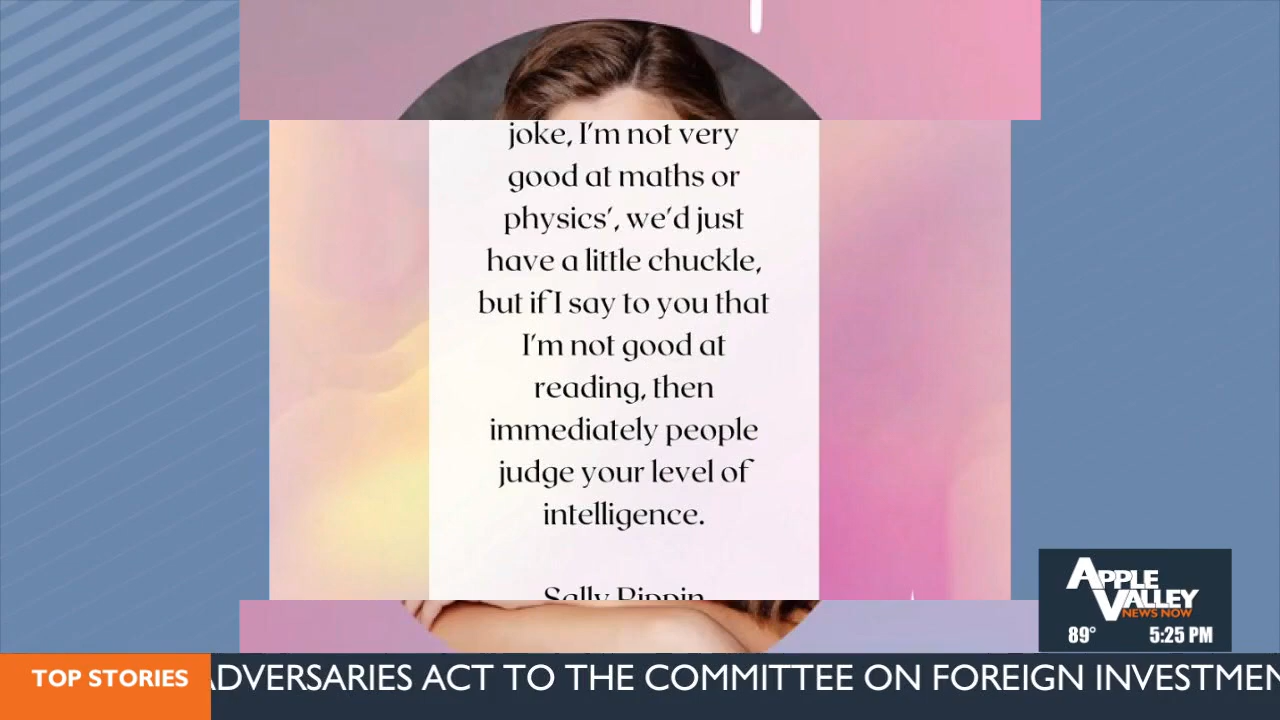 joke, I'm not very
good at maths or
physics', we'd just
have a little chuckle,
but if I say to you that
I'm not good at
reading, then
immediately people
judge your level of
intelligence.
Sally Rippin
APPLE
VALLEY
NEWS NOW
89° 5:25 PM
TOP STORIES ADVERSARIES ACT TO THE COMMITTEE ON FOREIGN INVESTMEN